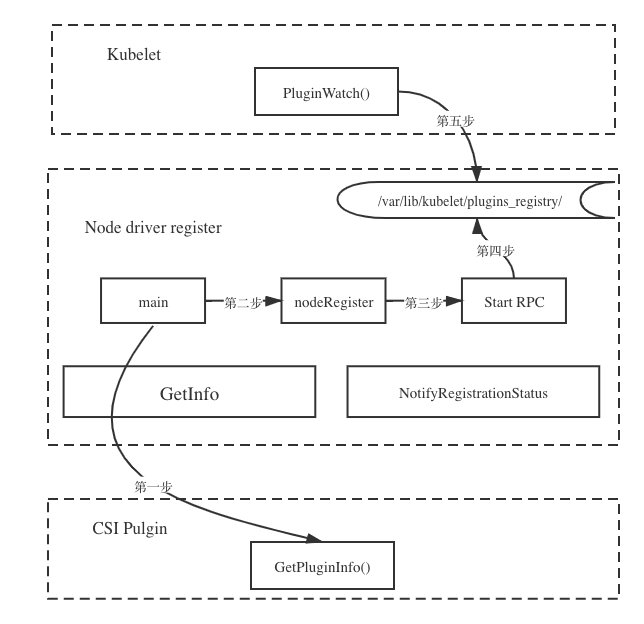 Kubelet
PluginWatch()
第五步
/var/lib/kubelet/plugins_registry/
Node driver register
第四步
main
第二步
nodeRegister
第三步
Start RPC
GetInfo
NotifyRegistrationStatus
第一步
CSI Pulgin
GetPluginInfo()